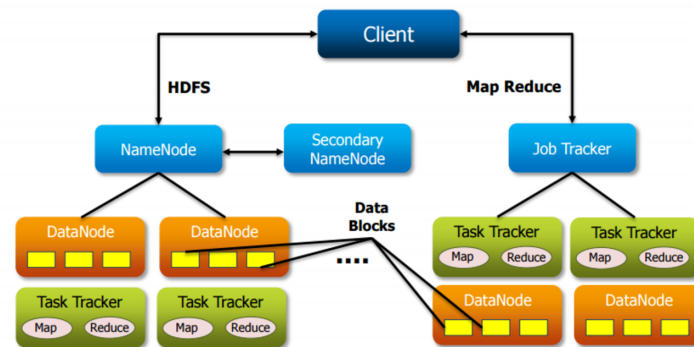 Client
HDFS
Map Reduce
NameNode
Secondary
NameNode
Job Tracker
DataNode
DataNode
Data
Blocks
....
Task Tracker
Map
Reduce
Task Tracker
Map
Reduce
Task Tracker
Map
Reduce
Task Tracker
Map
Reduce
DataNode
DataNode